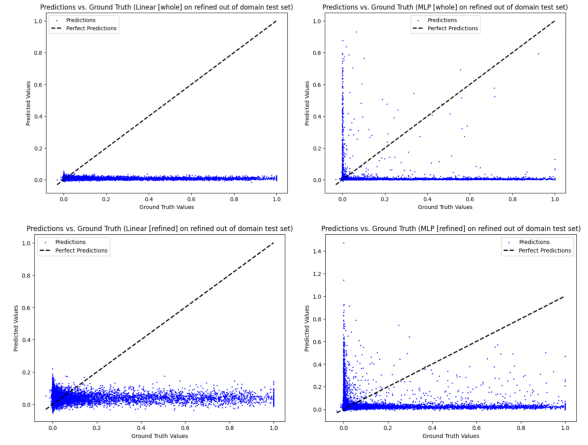 Predictions vs. Ground Truth (Linear [whole] on refined out of domain test set)
Predictions
Perfect Predictions
1.0
0.8
0.6
0.4
0.2
0.0
Predicted Values
0.0 0.2 0.4 0.6 0.8 1.0
Ground Truth Values
Predictions vs. Ground Truth (MLP [whole] on refined out of domain test set)
Predictions
Perfect Predictions
1.0
0.8
0.6
0.4
0.2
0.0
Predicted Values
0.0 0.2 0.4 0.6 0.8 1.0
Ground Truth Values
Predictions vs. Ground Truth (Linear [refined] on refined out of domain test set)
Predictions
Perfect Predictions
1.0
0.8
0.6
0.4
0.2
0.0
Predicted Values
0.0 0.2 0.4 0.6 0.8 1.0
Ground Truth Values
Predictions vs. Ground Truth (MLP [refined] on refined out of domain test set)
Predictions
Perfect Predictions
1.4
1.2
1.0
0.8
0.6
0.4
0.2
0.0
Predicted Values
0.0 0.2 0.4 0.6 0.8 1.0
Ground Truth Values